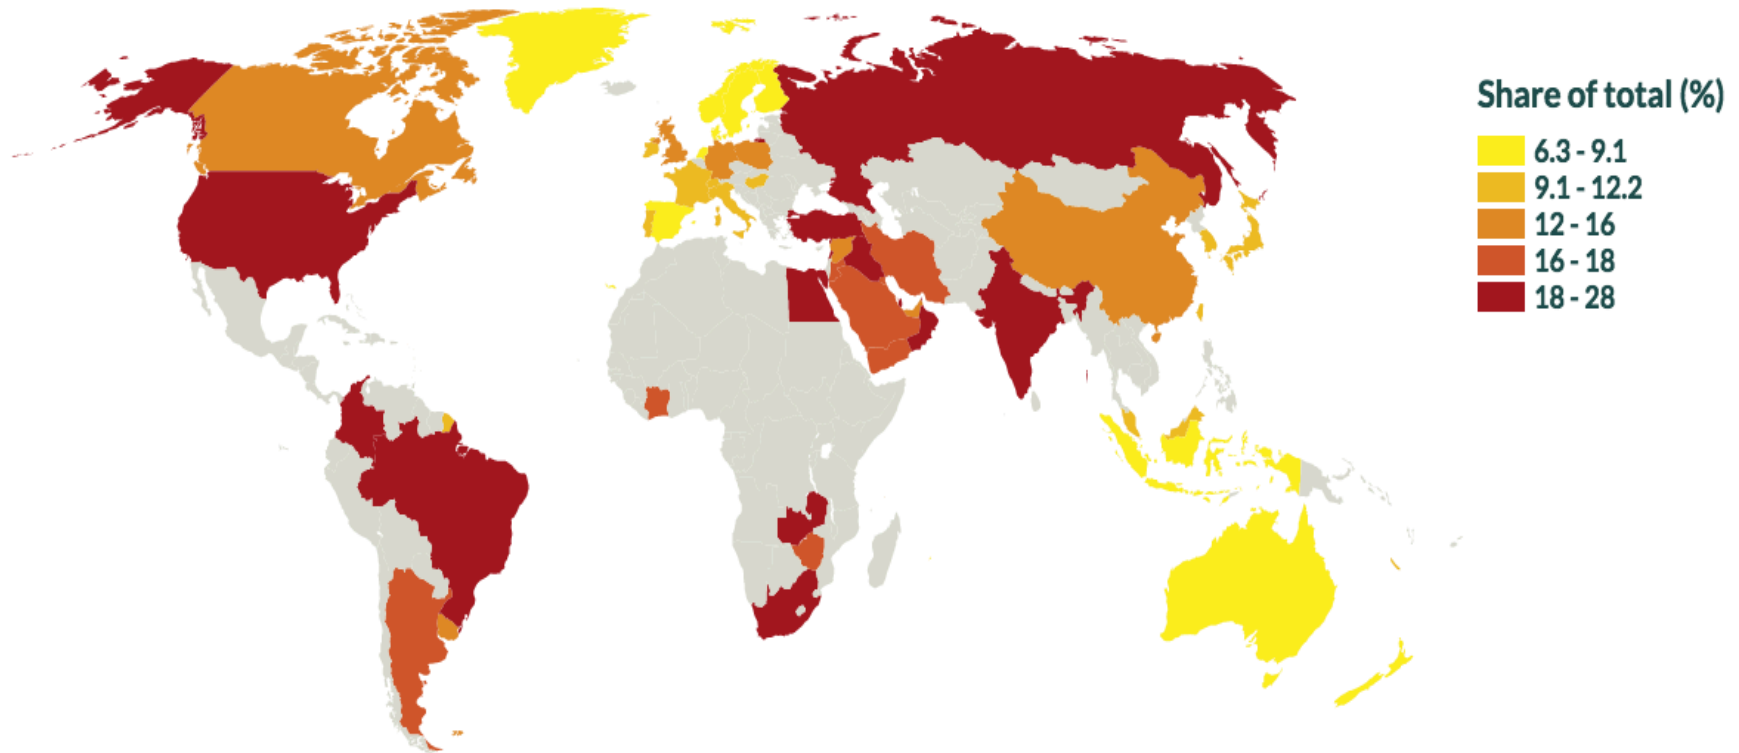 Share of total (%)
6.3 - 9.1
9.1 - 12.2
12 - 16
16 - 18
18 - 28